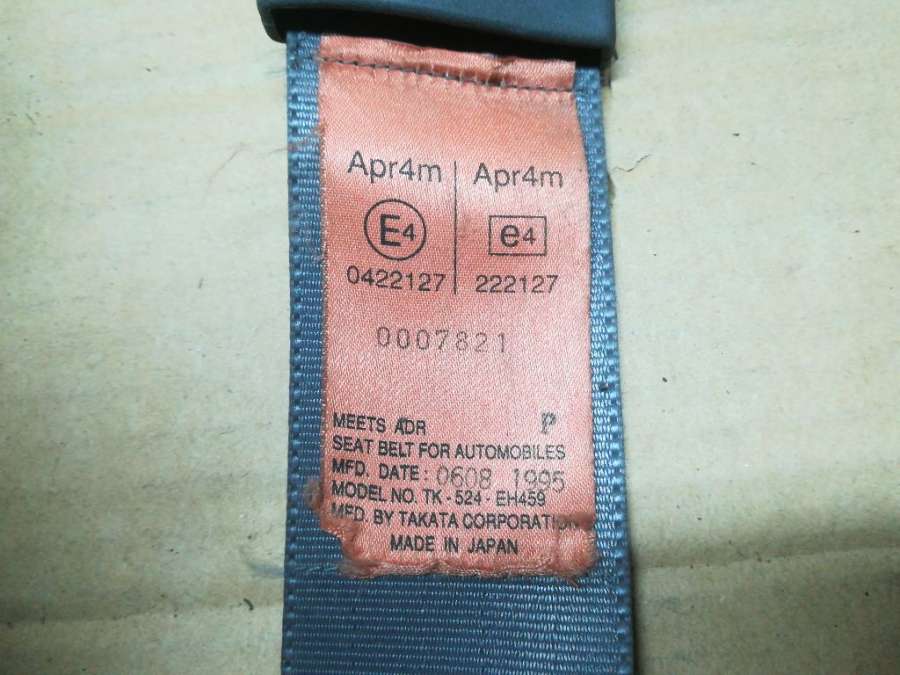 Apr4m Apr4m
E4 e4
0422127 222127
0007821
MEETS ADR P
SEAT BELT FOR AUTOMOBILES
MFD. DATE: 0608 1995
MODEL NO. TK - 524 - EH459
MFD. BY TAKATA CORPORATION
MADE IN JAPAN